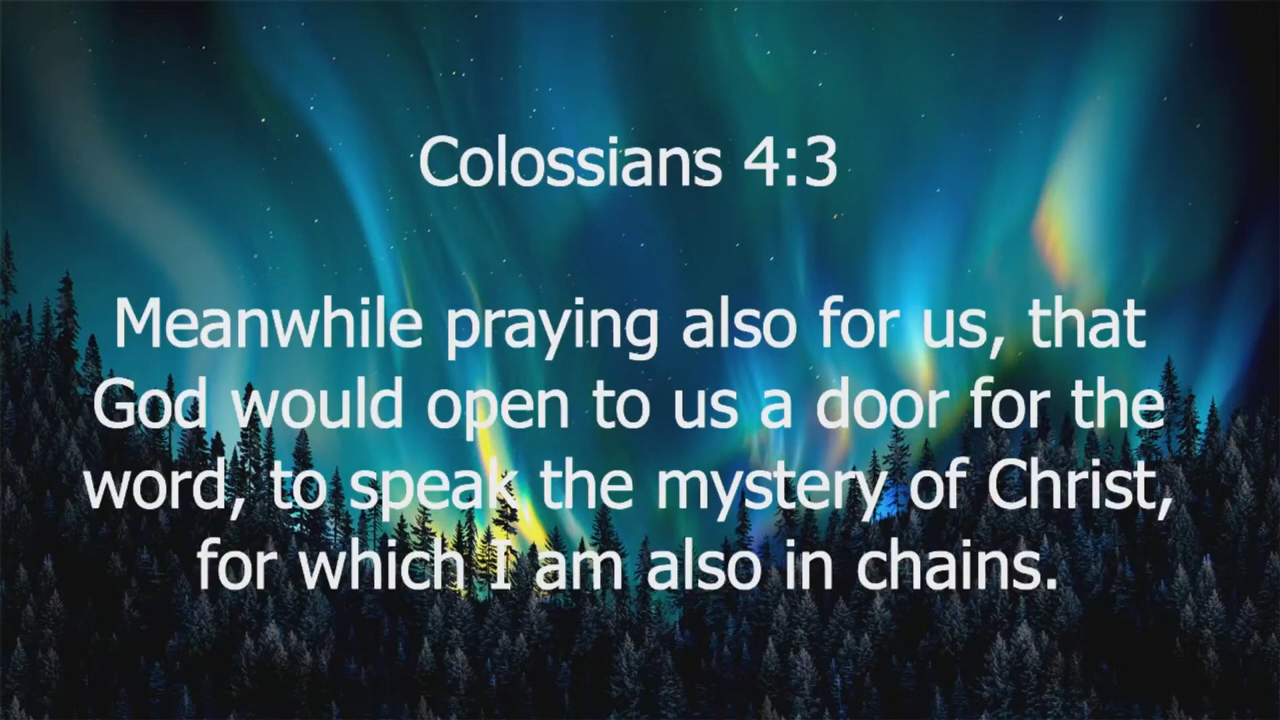 Colossians 4:3
Meanwhile praying also for us, that
God would open to us a door for the
word, to speak the mystery of Christ,
for which I am also in chains.